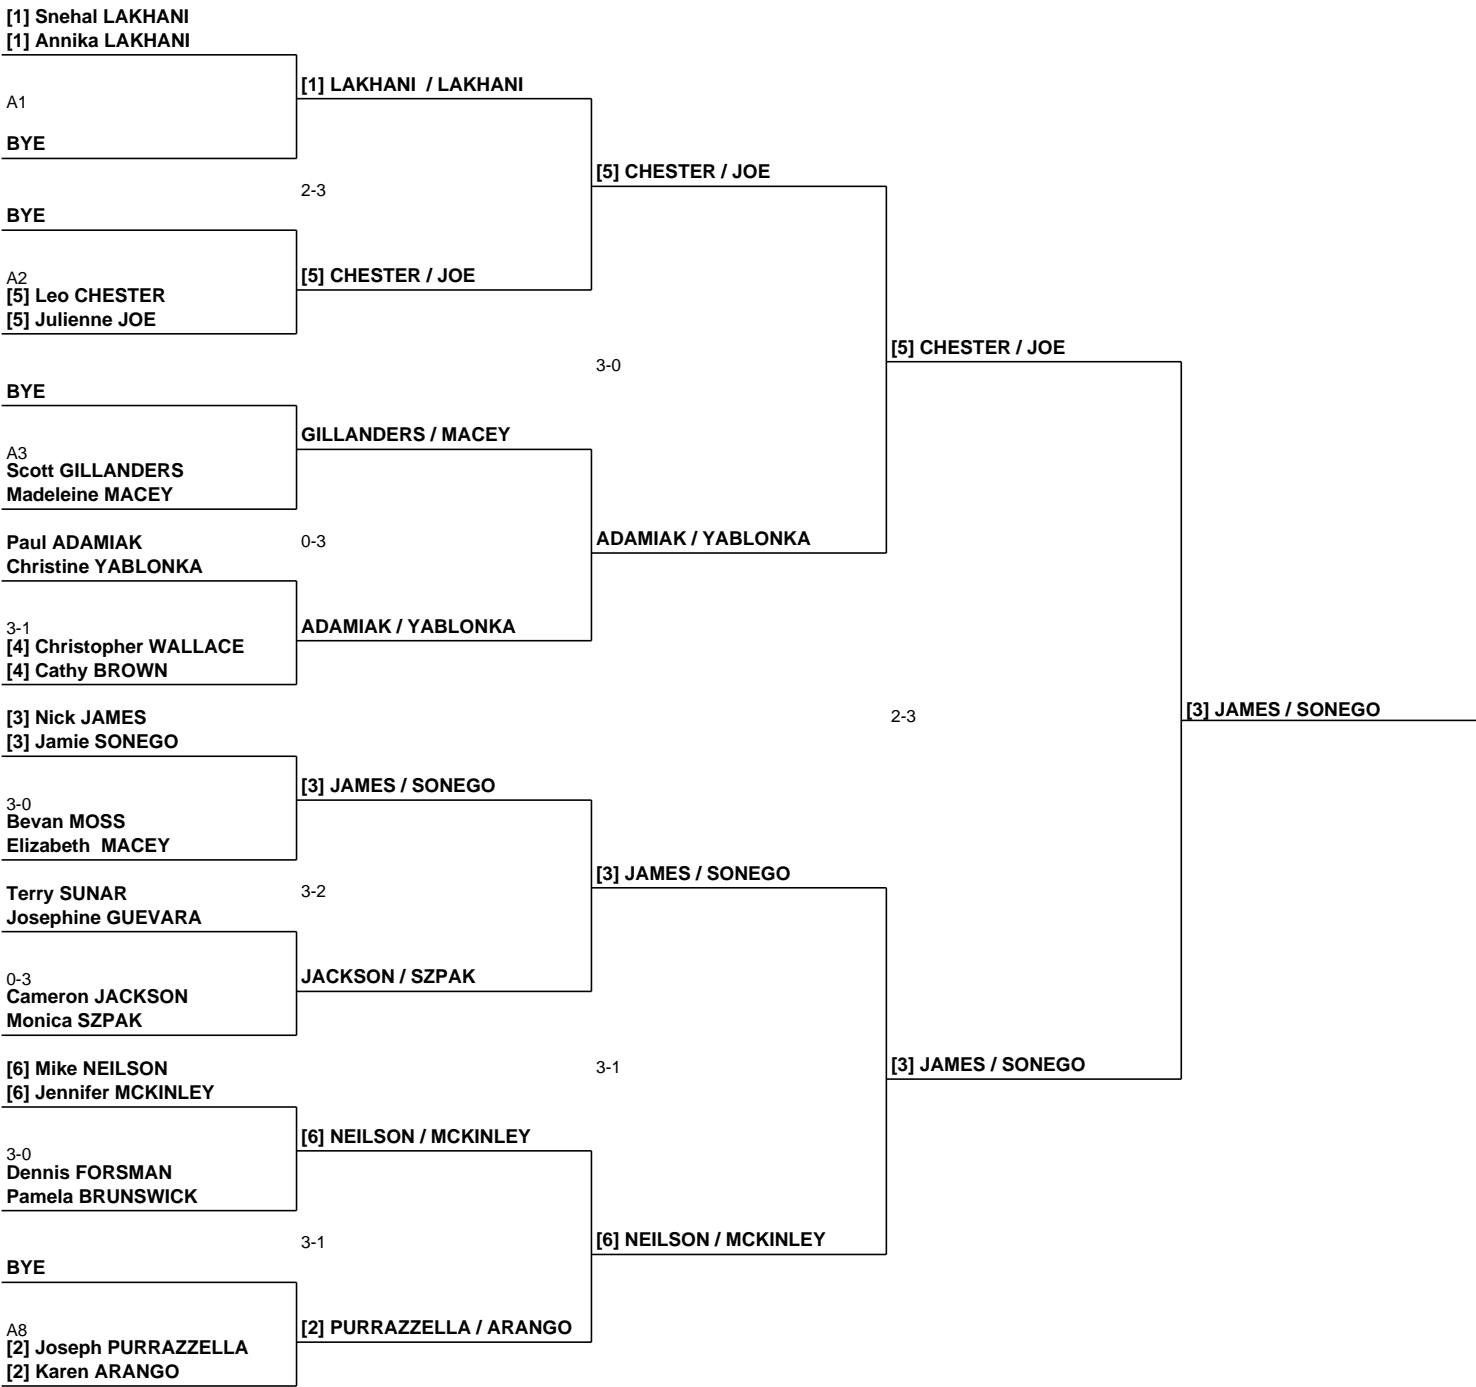 [1] Snehal LAKHANI
[1] Annika LAKHANI
[1] LAKHANI  / LAKHANI
A1
BYE
[5] CHESTER / JOE
2-3
BYE
[5] CHESTER / JOE
A2
[5] Leo CHESTER
[5] Julienne JOE
[5] CHESTER / JOE
3-0
BYE
GILLANDERS / MACEY
A3
Scott GILLANDERS
Madeleine MACEY
Paul ADAMIAK
Christine YABLONKA
0-3
ADAMIAK / YABLONKA
3-1
ADAMIAK / YABLONKA
[4] Christopher WALLACE
[4] Cathy BROWN
[3] Nick JAMES
[3] Jamie SONEGO
2-3
[3] JAMES / SONEGO
[3] JAMES / SONEGO
3-0
Bevan MOSS
Elizabeth  MACEY
[3] JAMES / SONEGO
Terry SUNAR
Josephine GUEVARA
3-2
JACKSON / SZPAK
0-3
Cameron JACKSON
Monica SZPAK
[6] Mike NEILSON
[6] Jennifer MCKINLEY
3-1
[3] JAMES / SONEGO
[6] NEILSON / MCKINLEY
3-0
Dennis FORSMAN
Pamela BRUNSWICK
3-1
[6] NEILSON / MCKINLEY
BYE
[2] PURRAZZELLA / ARANGO
A8
[2] Joseph PURRAZZELLA
[2] Karen ARANGO